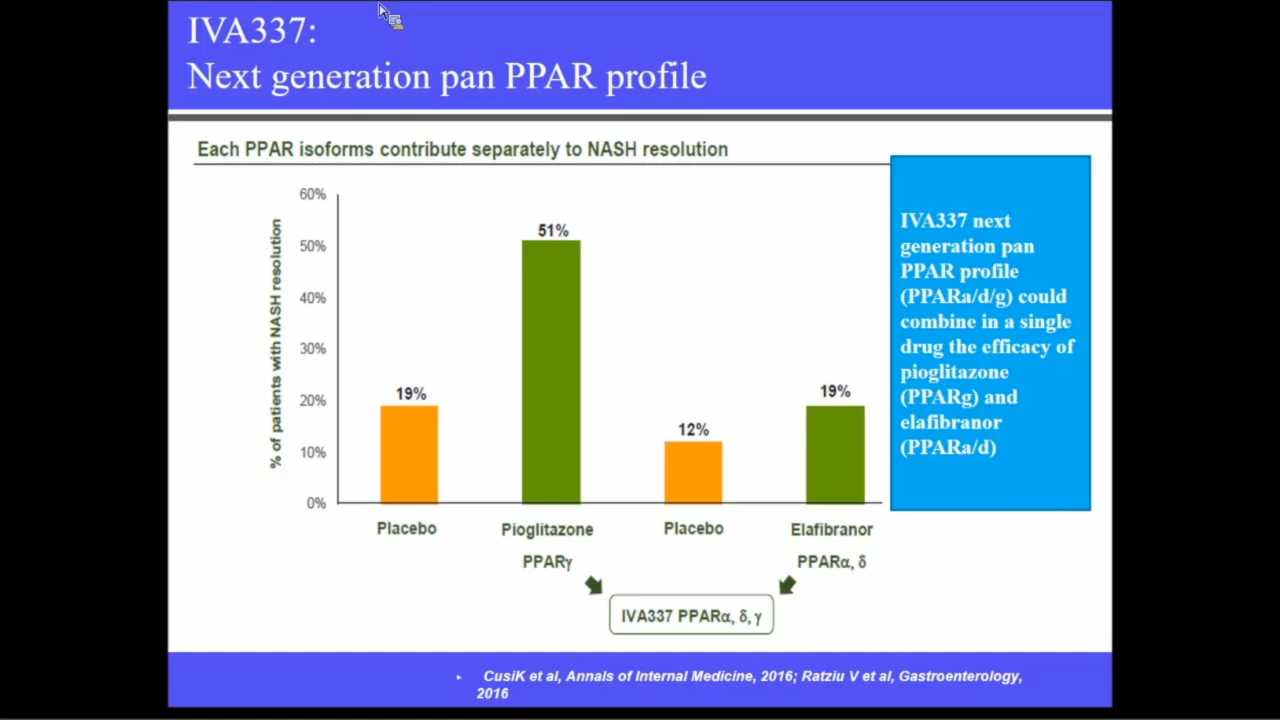 IVA337:
Next generation pan PPAR profile
Each PPAR isoforms contribute separately to NASH resolution
% of patients with NASH resolution
60%
50%
40%
30%
20%
10%
0%
19%
51%
12%
19%
Placebo
Pioglitazone
Placebo
Elafibranor
PPARγ
PPARα, δ
IVA337 PPARα, δ, γ
IVA337 next
generation pan
PPAR profile
(PPARa/d/g) could
combine in a single
drug the efficacy of
pioglitazone
(PPARg) and
elafibranor
(PPARa/d)
CusiK et al, Annals of Internal Medicine, 2016; Ratziu V et al, Gastroenterology,
2016